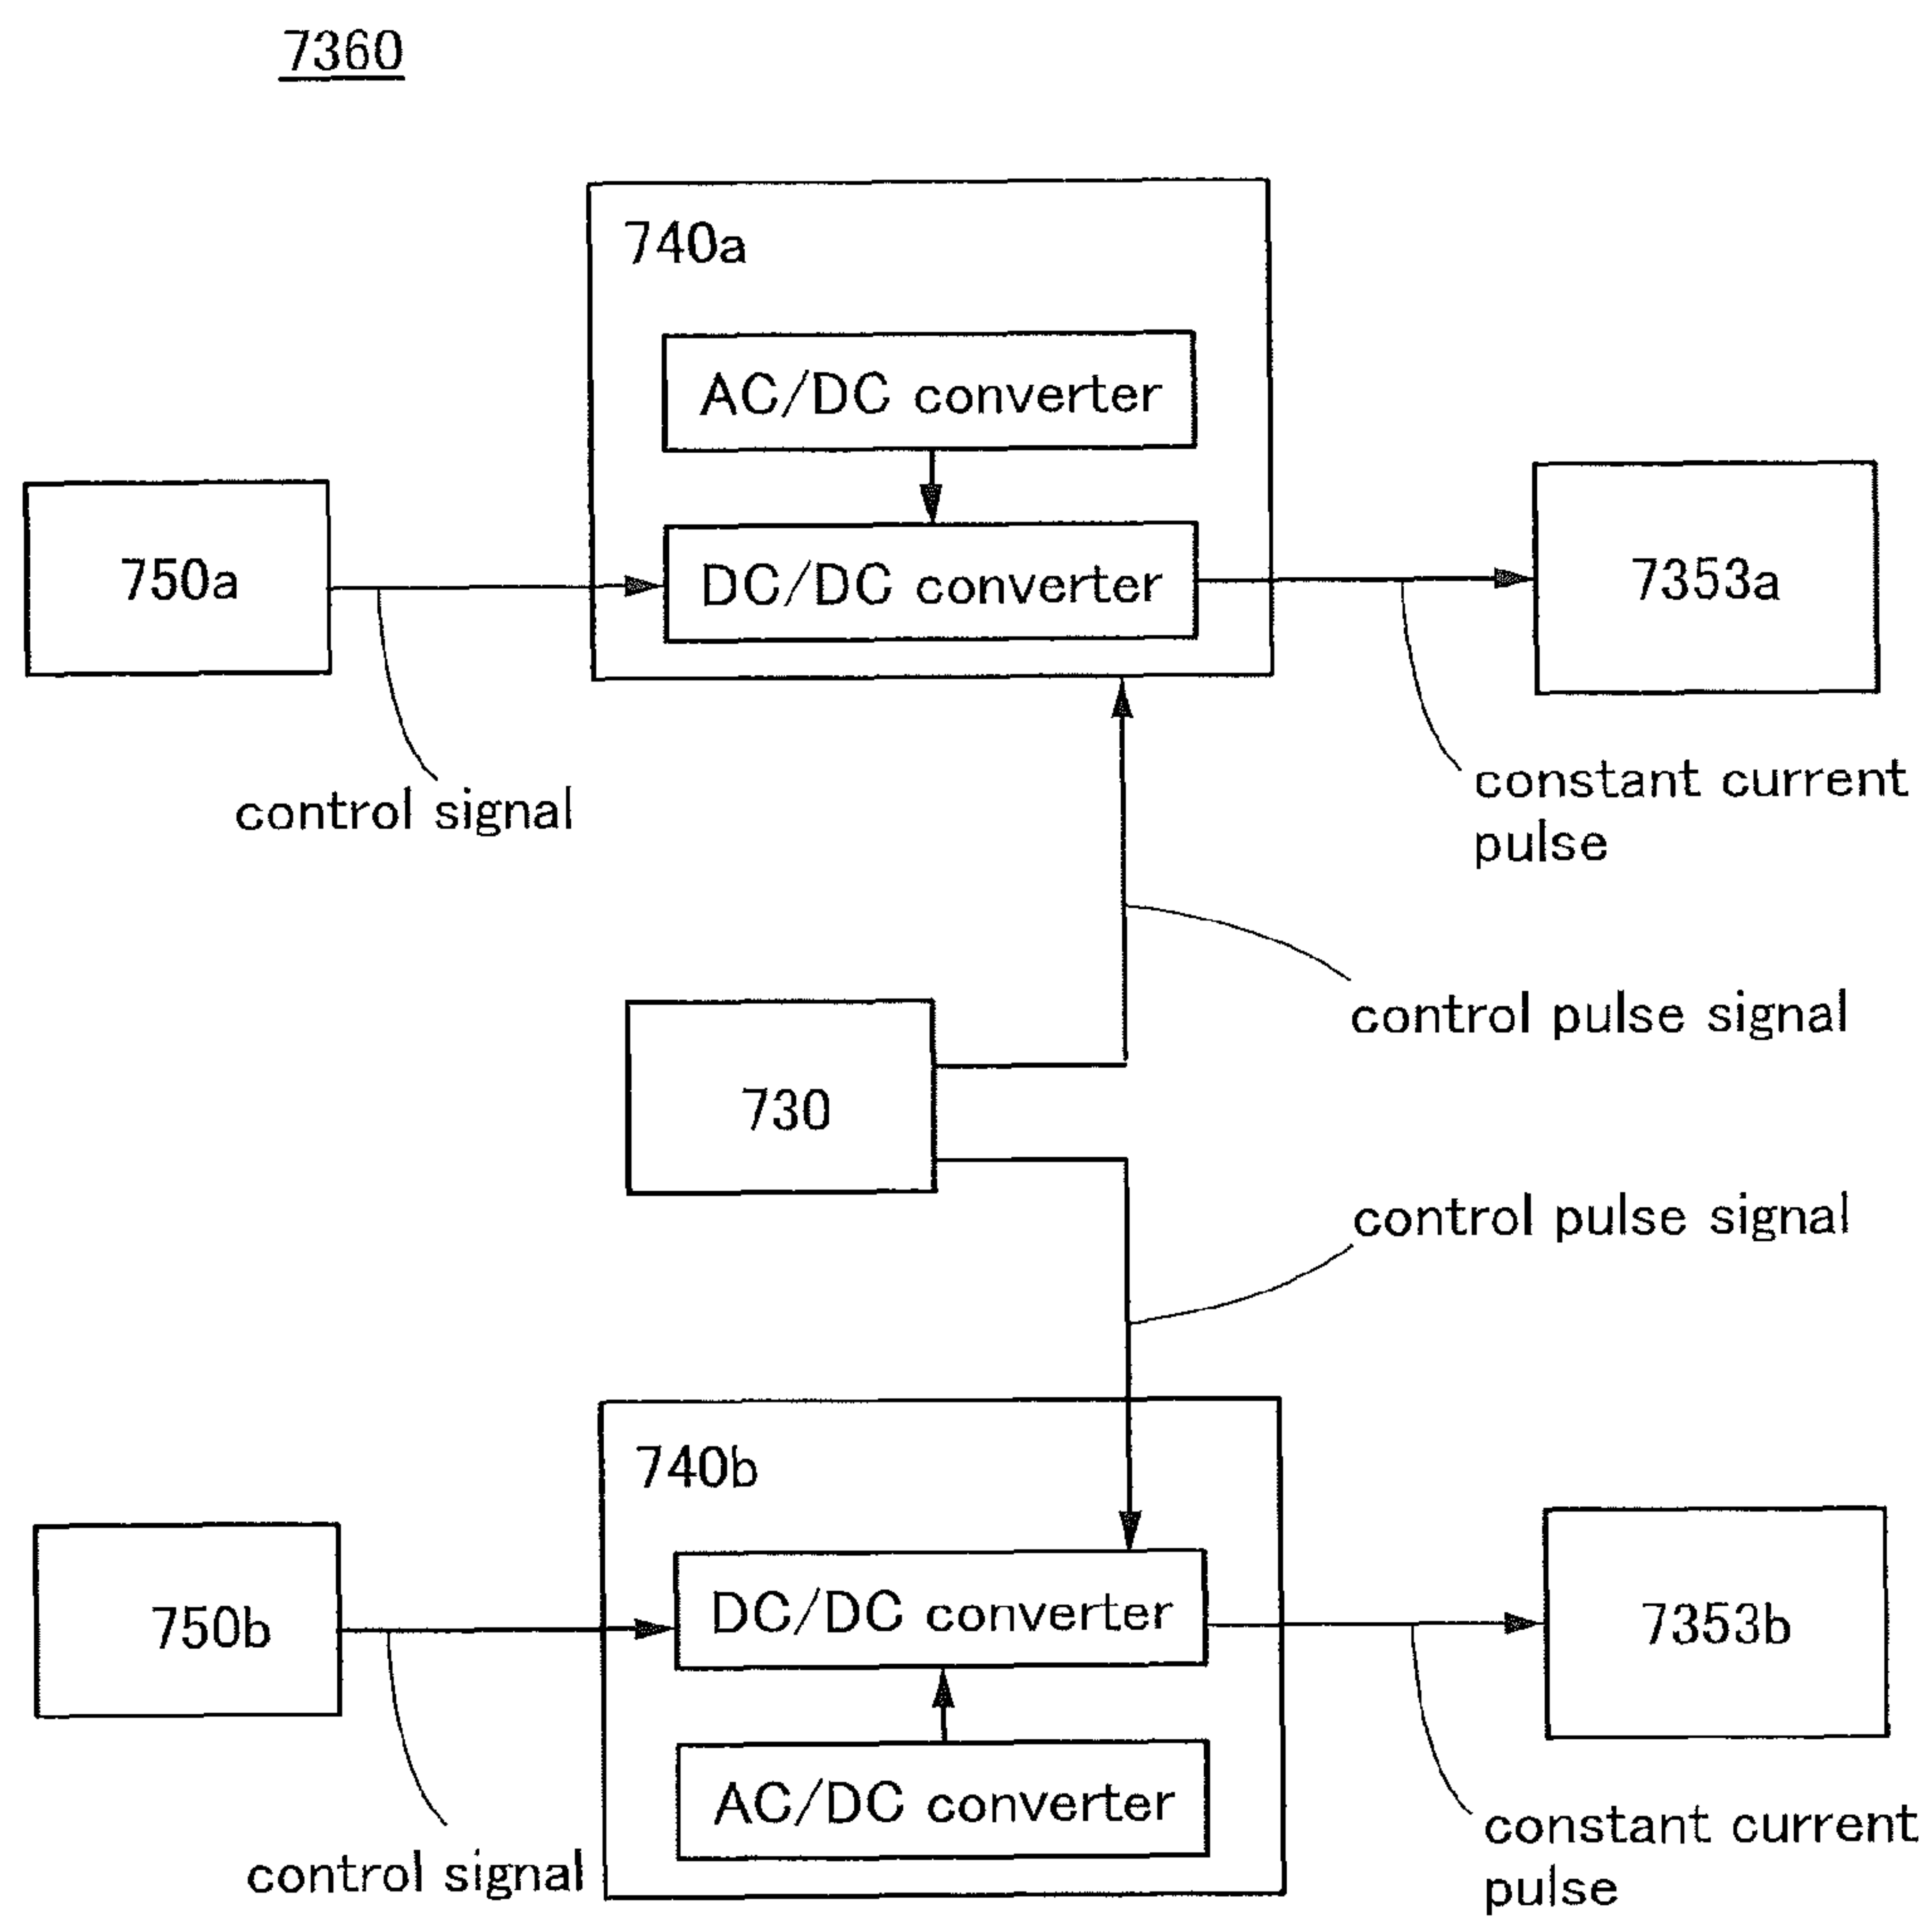 7360
740a
AC/DC converter
750a
DC/DC converter
7353a
control signal
constant current
pulse
control pulse signal
730
control pulse signal
740b
750b
DC/DC converter
7353b
AC/DC converter
control signal
constant current
pulse